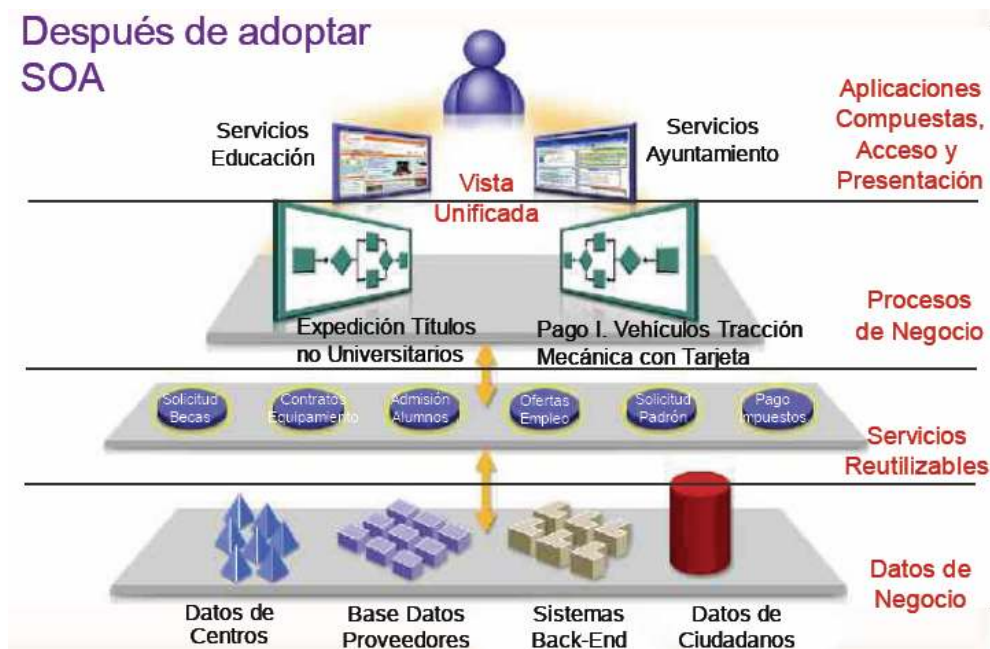 Después de adoptar
SOA
Servicios
Educación
Servicios
Ayuntamiento
Aplicaciones
Compuestas,
Acceso y
Presentación
Vista
Unificada
Expedición Títulos
no Universitarios
Pago I. Vehículos Tracción
Mecánica con Tarjeta
Procesos
de Negocio
Solicitud
Becas
Contratos
Equipamento
Admisión
Alumnos
Ofertas
Empleo
Solicitud
Padrón
Pago
Impuestos
Servicios
Reutilizables
Datos de
Centros
Base Datos
Proveedores
Sistemas
Back-End
Datos de
Ciudadanos
Datos de
Negocio